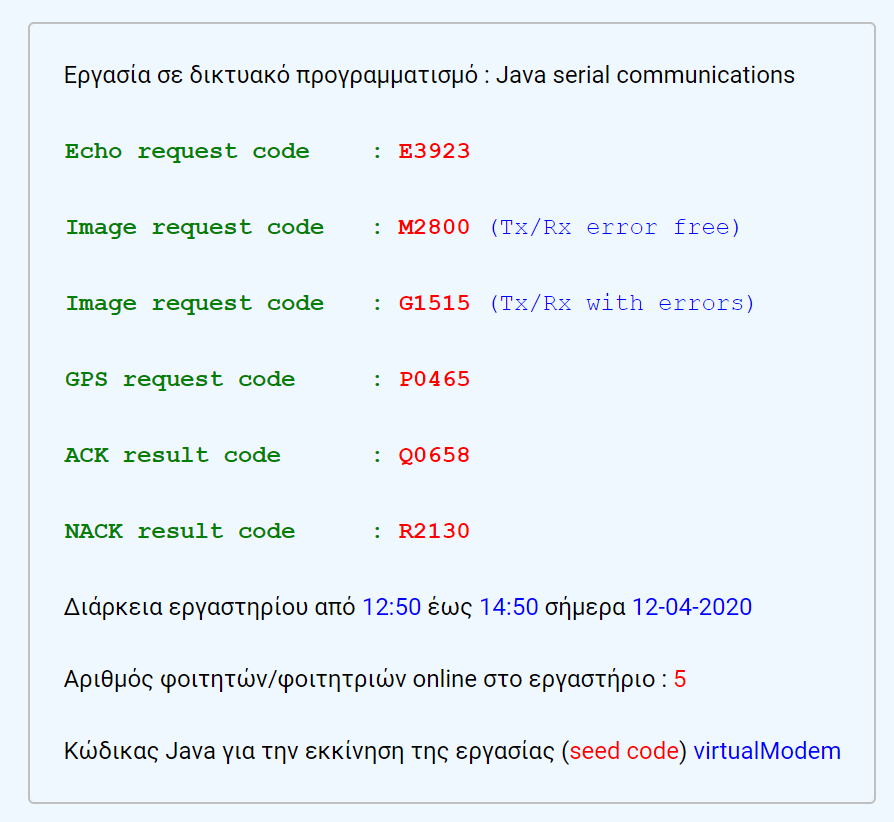 Εργασία σε δικτυακό προγραμματισμό : Java serial communications
Echo request code : E3923
Image request code : M2800 (Tx/Rx error free)
Image request code : G1515 (Tx/Rx with errors)
GPS request code : P0465
ACK result code : Q0658
NACK result code : R2130
Διάρκεια εργαστηρίου από 12:50 έως 14:50 σήμερα 12-04-2020
Αριθμός φοιτητών/φοιτητριών online στο εργαστήριο : 5
Κώδικας Java για την εκκίνηση της εργασίας (seed code) virtualModem